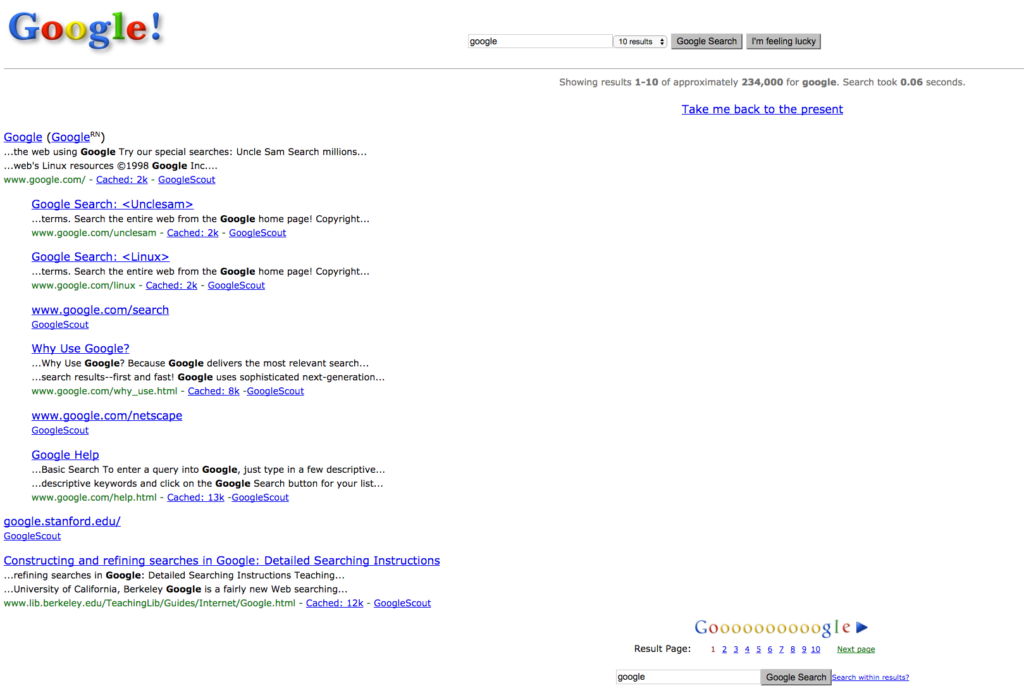 Google!
google 10 results Google Search I'm feeling lucky
Showing results 1-10 of approximately 234,000 for google. Search took 0.06 seconds.
Take me back to the present
Google (GoogleRN)
...the web using Google Try our special searches: Uncle Sam Search millions...
...web's Linux resources ©1998 Google Inc....
www.google.com/ - Cached: 2k - GoogleScout
Google Search: <Unclesam>
...terms. Search the entire web from the Google home page! Copyright...
www.google.com/unclesam - Cached: 2k - GoogleScout
Google Search: <Linux>
...terms. Search the entire web from the Google home page! Copyright...
www.google.com/linux - Cached: 2k - GoogleScout
www.google.com/search
GoogleScout
Why Use Google?
...Why Use Google? Because Google delivers the most relevant search...
...search results--first and fast! Google uses sophisticated next-generation...
www.google.com/why_use.html - Cached: 8k -GoogleScout
www.google.com/netscape
GoogleScout
Google Help
...Basic Search To enter a query into Google, just type in a few descriptive...
...descriptive keywords and click on the Google Search button for your list...
www.google.com/help.html - Cached: 13k -GoogleScout
google.stanford.edu/
GoogleScout
Constructing and refining searches in Google: Detailed Searching Instructions
...refining searches in Google: Detailed Searching Instructions Teaching...
...University of California, Berkeley Google is a fairly new Web searching...
www.lib.berkeley.edu/TeachingLib/Guides/Internet/Google.html - Cached: 12k - GoogleScout
Goooooooooogle
Result Page: 1 2 3 4 5 6 7 8 9 10 Next page
google Google Search Search within results?